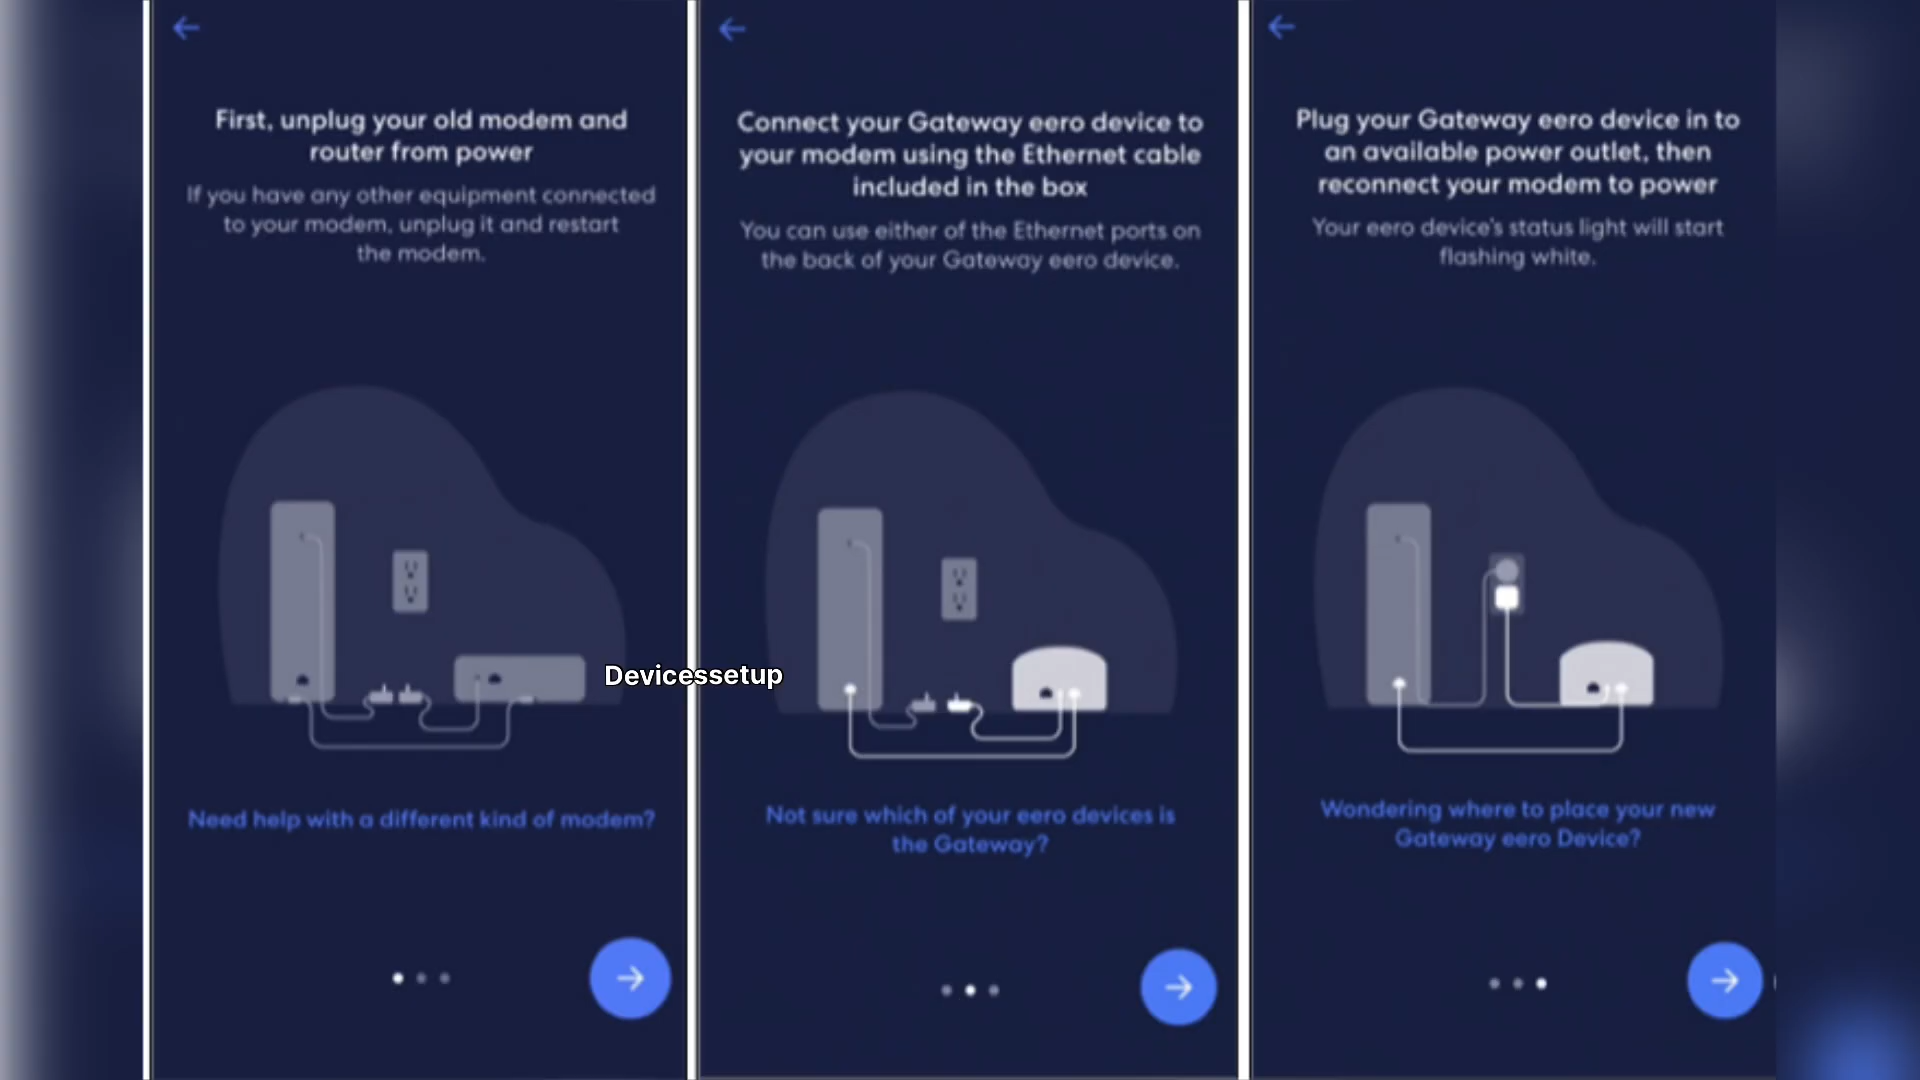 First, unplug your old modem and
router from power
If you have any other equipment connected
to your modem, unplug it and restart
the modem.
Need help with a different kind of modem?
Connect your Gateway eero device to
your modem using the Ethernet cable
included in the box
You can use either of the Ethernet ports on
the back of your Gateway eero device.
Not sure which of your eero devices is
the Gateway?
Plug your Gateway eero device in to
an available power outlet, then
reconnect your modem to power
Your eero device's status light will start
flashing white.
Wondering where to place your new
Gateway eero Device?
Devicessetup